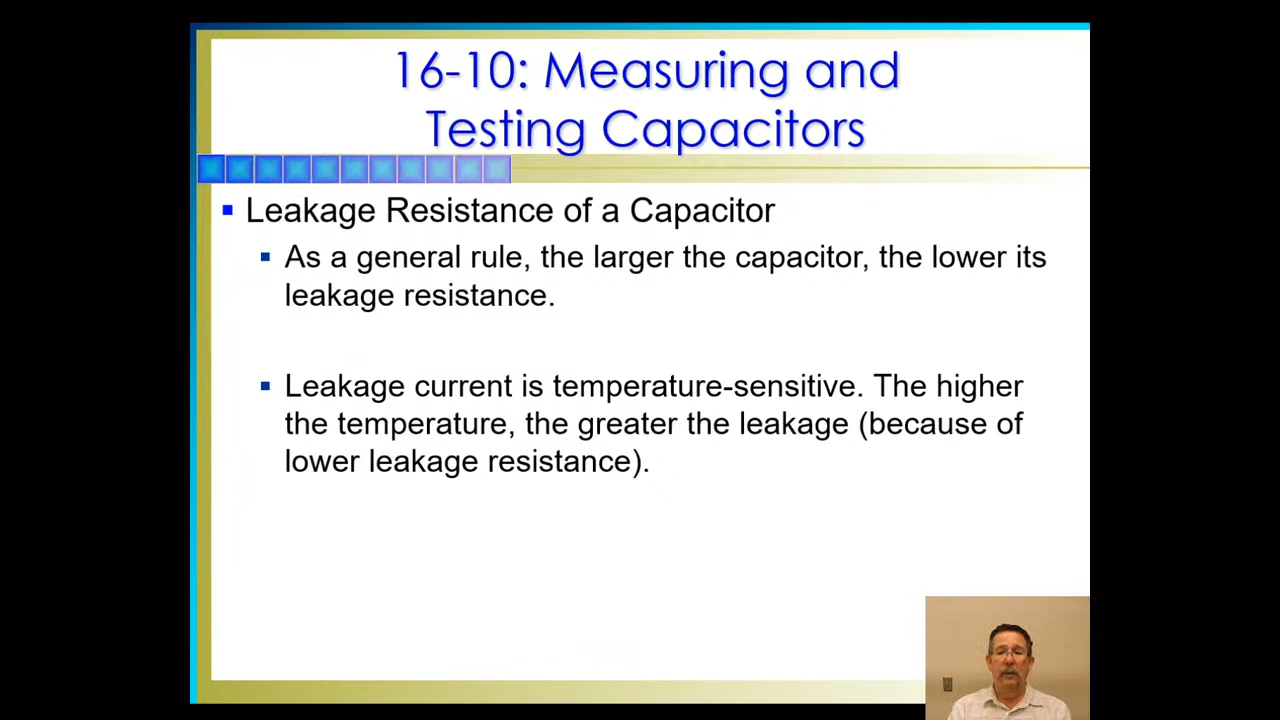 16-10: Measuring and
Testing Capacitors
Leakage Resistance of a Capacitor
As a general rule, the larger the capacitor, the lower its
leakage resistance.
Leakage current is temperature-sensitive. The higher
the temperature, the greater the leakage (because of
lower leakage resistance).